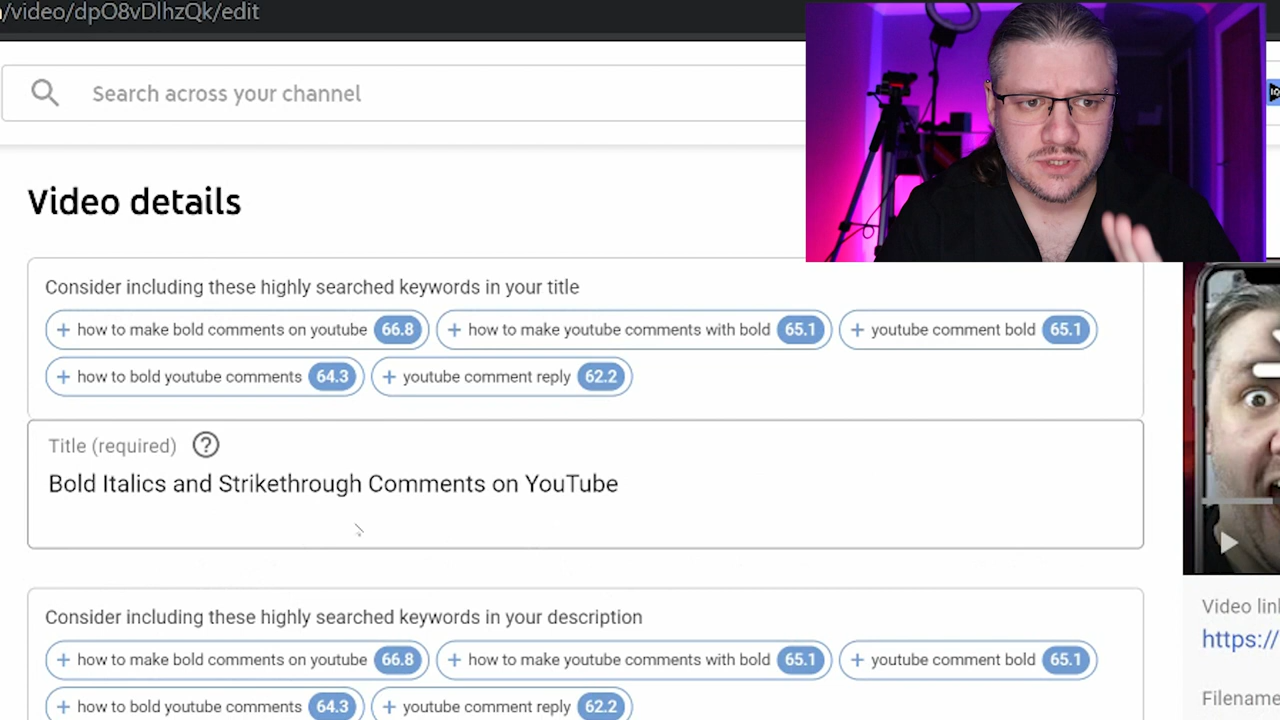 /video/dpO8vDlhzQk/edit
Search across your channel
Video details
Consider including these highly searched keywords in your title
+ how to make bold comments on youtube 66.8 + how to make youtube comments with bold 65.1 + youtube comment bold 65.1
+ how to bold youtube comments 64.3 + youtube comment reply 62.2
Title (required) ?
Bold Italics and Strikethrough Comments on YouTube
Consider including these highly searched keywords in your description
+ how to make bold comments on youtube 66.8 + how to make youtube comments with bold 65.1 + youtube comment bold 65.1
+ how to bold youtube comments 64.3 + youtube comment reply 62.2
Video lin
https://
Filename